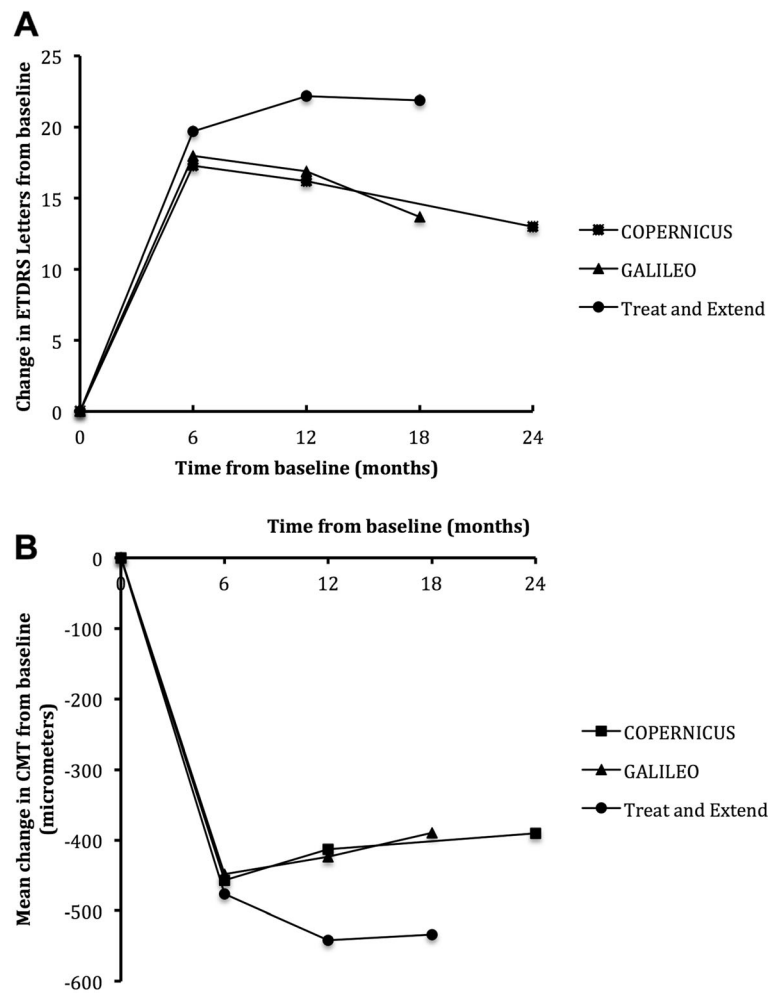 A
Change in ETDRS Letters from baseline
25
20
15
10
5
0
0 6 12 18 24
Time from baseline (months)
COPERNICUS
GALILEO
Treat and Extend
B
Time from baseline (months)
Mean change in CMT from baseline
(micrometers)
0
0 6 12 18 24
-100
-200
-300
-400
-500
-600
COPERNICUS
GALILEO
Treat and Extend